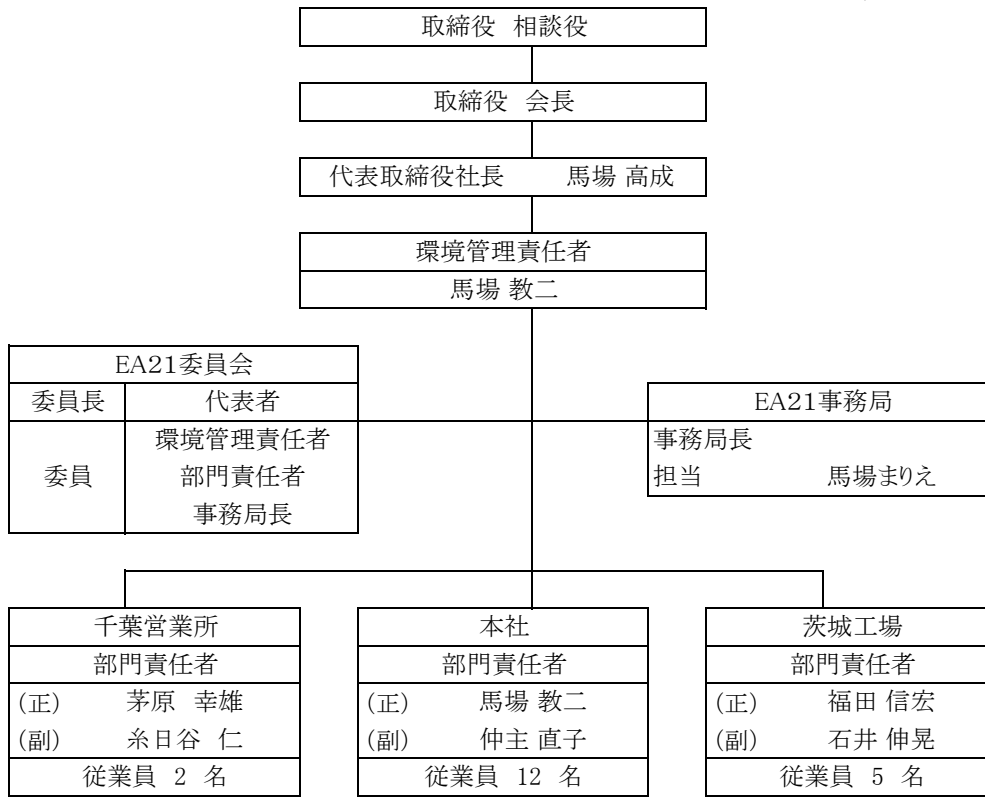 取締役 相談役
取締役 会長
代表取締役社長 馬場 高成
環境管理責任者
馬場 教二
EA21委員会
委員長 代表者
環境管理責任者
委員 部門責任者
事務局長
EA21事務局
事務局長
担当 馬場まりえ
千葉営業所
部門責任者
(正) 茅原 幸雄
(副) 糸日谷 仁
従業員 2 名
本社
部門責任者
(正) 馬場 教二
(副) 仲主 直子
従業員 12 名
茨城工場
部門責任者
(正) 福田 信宏
(副) 石井 伸晃
従業員 5 名